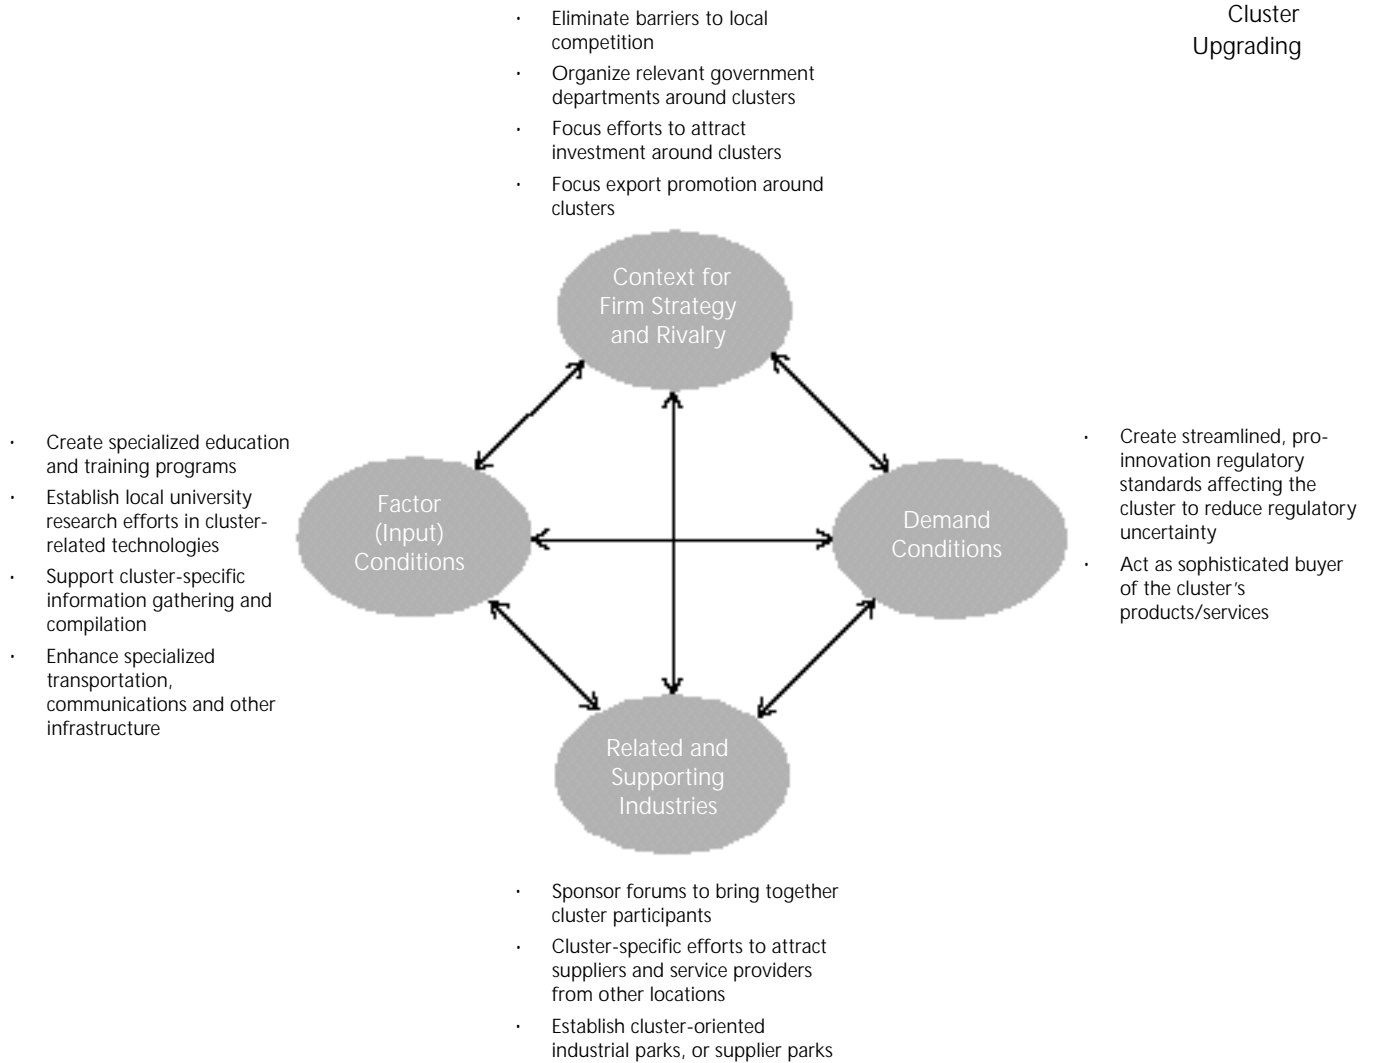 Cluster
Upgrading
· Eliminate barriers to local
competition
· Organize relevant government
departments around clusters
· Focus efforts to attract
investment around clusters
· Focus export promotion around
clusters
Context for
Firm Strategy
and Rivalry
· Create specialized education
and training programs
· Establish local university
research efforts in cluster-
related technologies
· Support cluster-specific
information gathering and
compilation
· Enhance specialized
transportation,
communications and other
infrastructure
Factor
(Input)
Conditions
Demand
Conditions
· Create streamlined, pro-
innovation regulatory
standards affecting the
cluster to reduce regulatory
uncertainty
· Act as sophisticated buyer
of the cluster’s
products/services
Related and
Supporting
Industries
· Sponsor forums to bring together
cluster participants
· Cluster-specific efforts to attract
suppliers and service providers
from other locations
· Establish cluster-oriented
industrial parks, or supplier parks